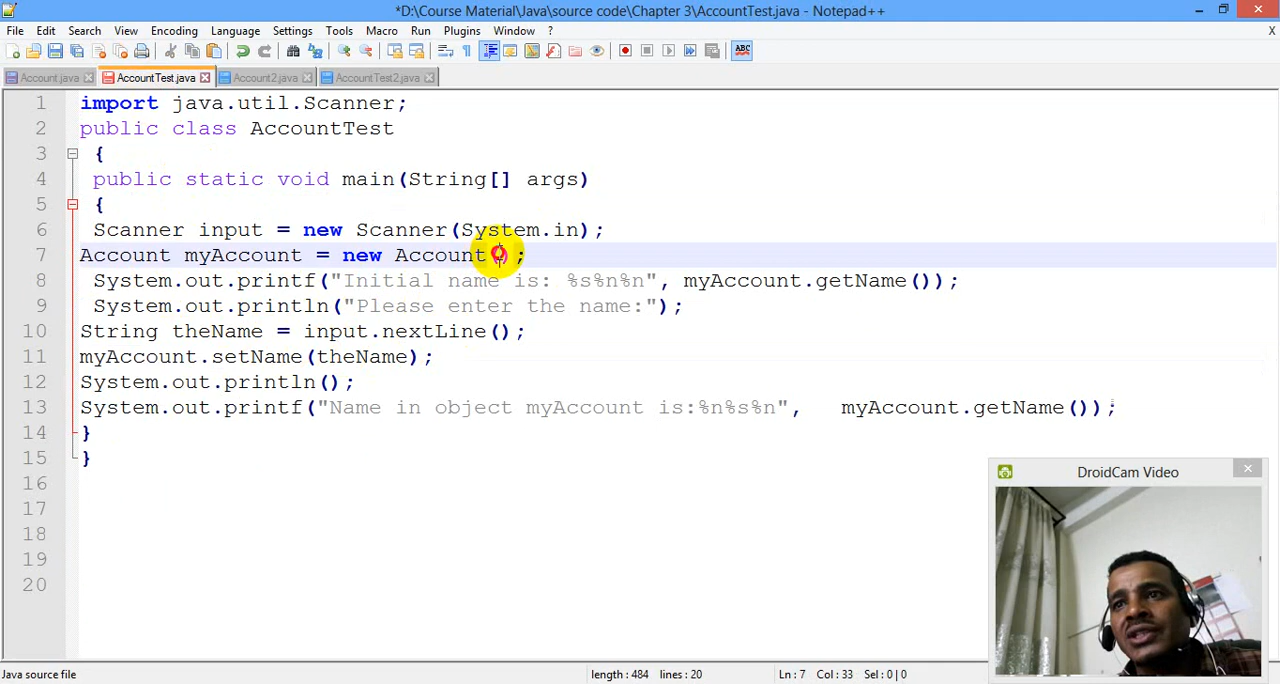 *D:\Course Material\Java\source code\Chapter 3\AccountTest.java - Notepad++
File Edit Search View Encoding Language Settings Tools Macro Run Plugins Window ? X
ABC
Account.java AccountTest.java Account2.java AccountTest2.java
1 import java.util.Scanner;
2 public class AccountTest
3 {
4 public static void main(String[] args)
5 {
6 Scanner input = new Scanner(System.in);
7 Account myAccount = new Account ;
8 System.out.printf("Initial name is: %s%n%n", myAccount.getName());
9 System.out.println("Please enter the name:");
10 String theName = input.nextLine();
11 myAccount.setName(theName);
12 System.out.println();
13 System.out.printf("Name in object myAccount is:%n%s%n", myAccount.getName());
14 }
15 }
16
17
18
19
20
DroidCam Video
Java source file length : 484 lines : 20 Ln : 7 Col : 33 Sel : 0 | 0